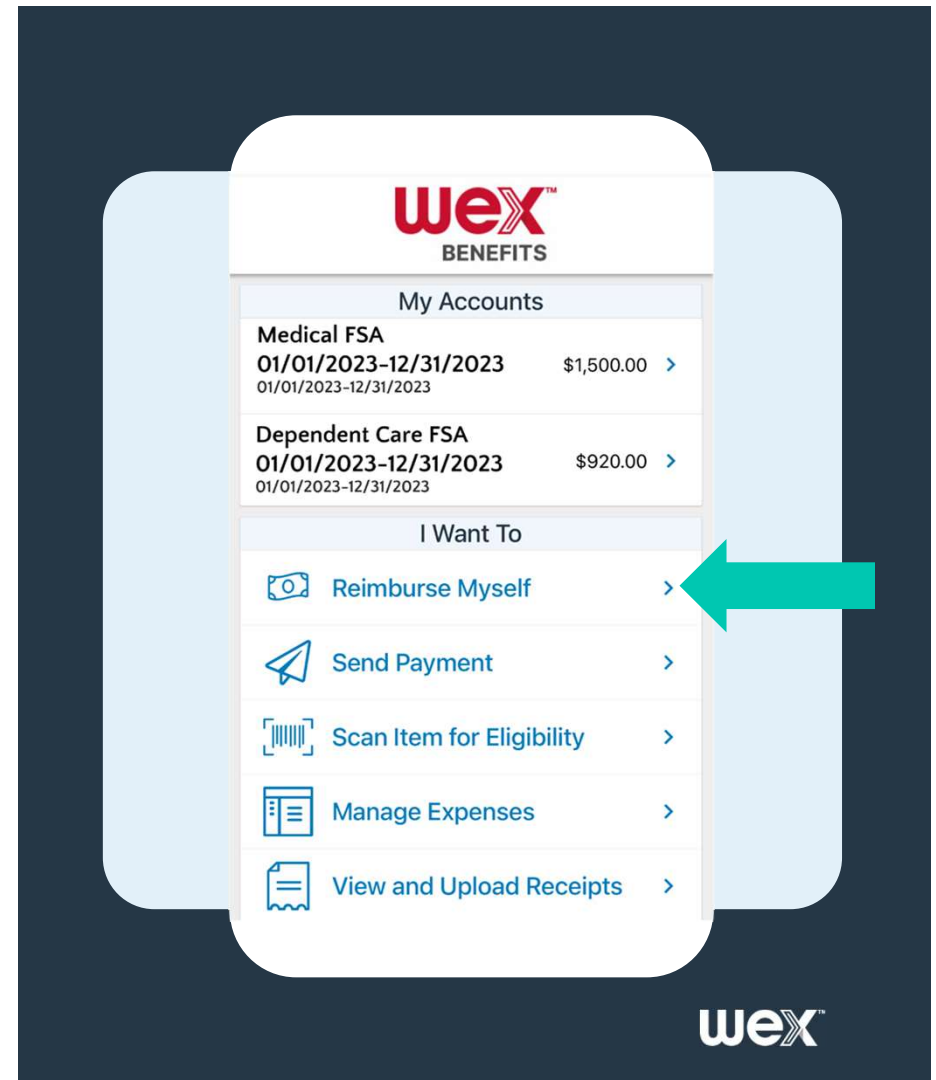 wex™
BENEFITS
My Accounts
Medical FSA
01/01/2023-12/31/2023 $1,500.00 >
01/01/2023-12/31/2023
Dependent Care FSA
01/01/2023-12/31/2023 $920.00 >
01/01/2023-12/31/2023
I Want To
Reimburse Myself >
Send Payment >
Scan Item for Eligibility >
Manage Expenses >
View and Upload Receipts >
wex™